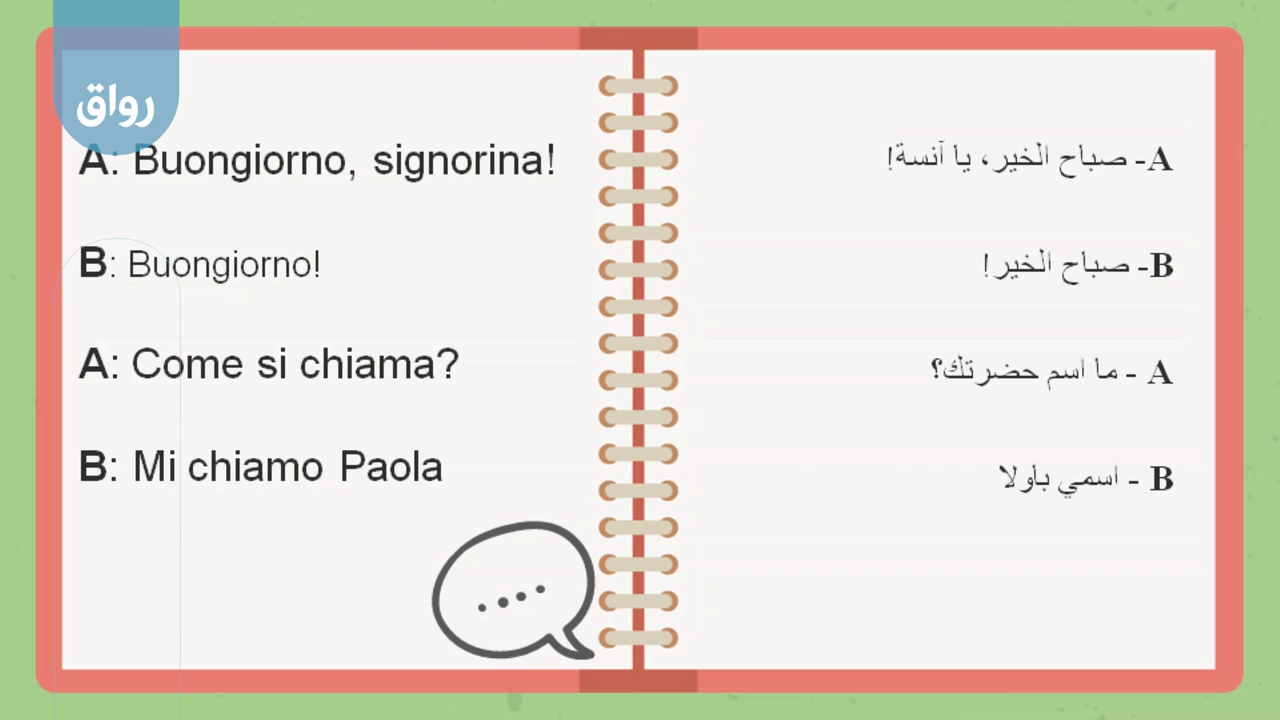 رواق
A: Buongiorno, signorina!
B: Buongiorno!
A: Come si chiama?
B: Mi chiamo Paola
A- صباح الخير، يا آنسة!
B- صباح الخير!
A - ما اسم حضرتك؟
B - اسمي باولا